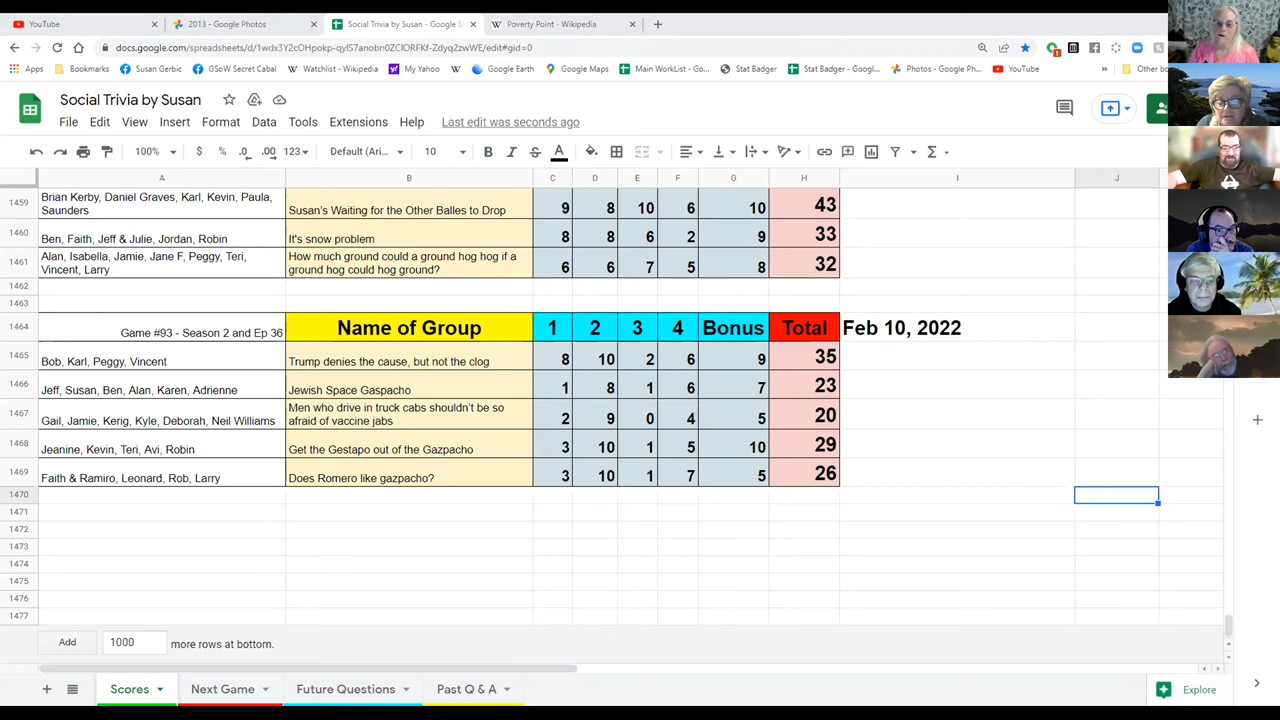 YouTube
2013 - Google Photos
Social Trivia by Susan - Google S
Poverty Point - Wikipedia
Apps
Bookmarks
Susan Gerbic
GSoW Secret Cabal
Watchlist - Wikipedia
My Yahoo
Google Earth
Google Maps
Main WorkList - Go...
Stat Badger
Stat Badger - Googl...
Photos - Google Ph...
YouTube
Other bo
Social Trivia by Susan
File Edit View Insert Format Data Tools Extensions Help Last edit was seconds ago
100% $ % .0 .00 123 Default (Ari... 10 B I S A
A B C D E F G H I J
1459 Brian Kerby, Daniel Graves, Karl, Kevin, Paula,
Saunders Susan's Waiting for the Other Balles to Drop 9 8 10 6 10 43
1460 Ben, Faith, Jeff & Julie, Jordan, Robin It's snow problem 8 8 6 2 9 33
1461 Alan, Isabella, Jamie, Jane F, Peggy, Teri,
Vincent, Larry How much ground could a ground hog hog if a
ground hog could hog ground? 6 6 7 5 8 32
1462
1463
1464 Game #93 - Season 2 and Ep 36 Name of Group 1 2 3 4 Bonus Total Feb 10, 2022
1465 Bob, Karl, Peggy, Vincent Trump denies the cause, but not the clog 8 10 2 6 9 35
1466 Jeff, Susan, Ben, Alan, Karen, Adrienne Jewish Space Gaspacho 1 8 1 6 7 23
1467 Gail, Jamie, Kerig, Kyle, Deborah, Neil Williams Men who drive in truck cabs shouldn't be so
afraid of vaccine jabs 2 9 0 4 5 20
1468 Jeanine, Kevin, Teri, Avi, Robin Get the Gestapo out of the Gazpacho 3 10 1 5 10 29
1469 Faith & Ramiro, Leonard, Rob, Larry Does Romero like gazpacho? 3 10 1 7 5 26
1470
1471
1472
1473
1474
1475
1476
1477
Add 1000 more rows at bottom.
Scores Next Game Future Questions Past Q & A Explore